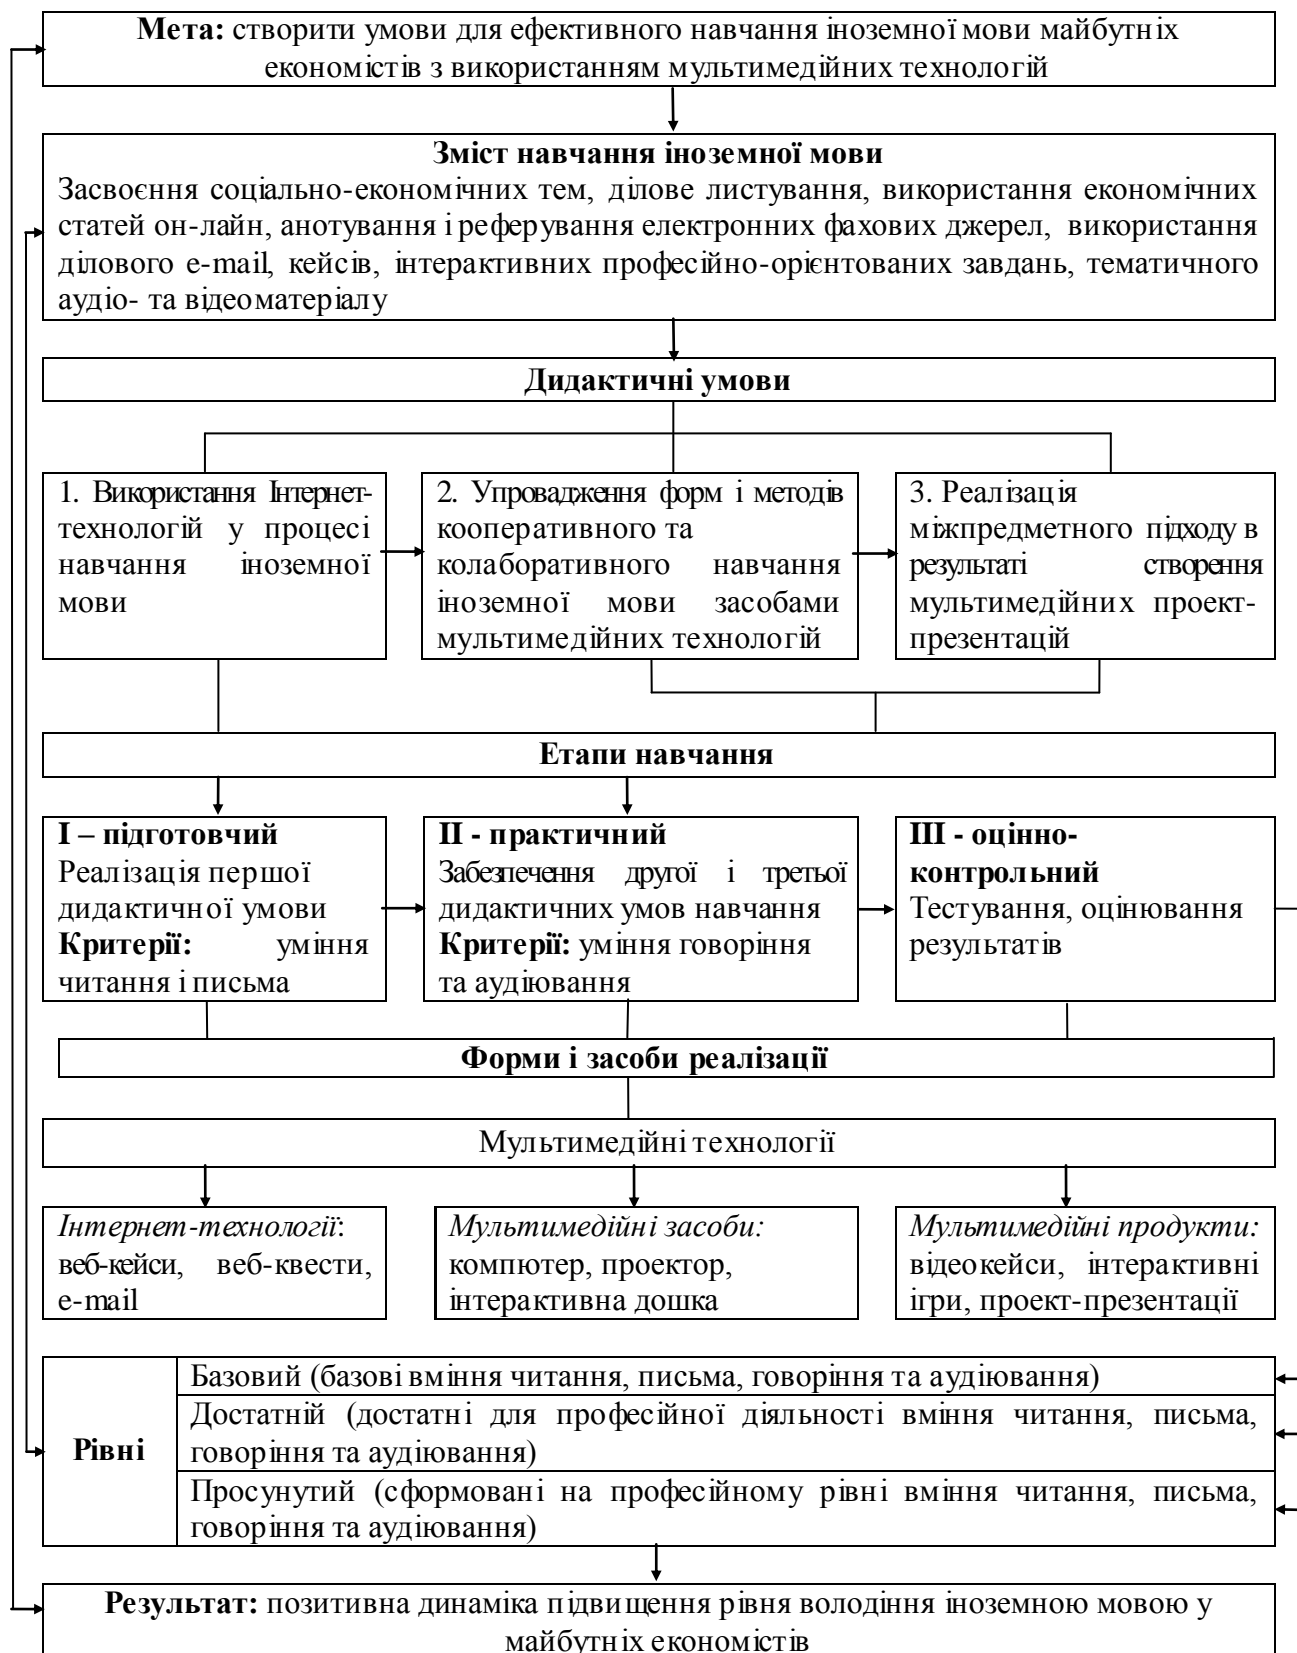 Мета: створити умови для ефективного навчання іноземної мови майбутніх
економістів з використанням мультимедійних технологій
Зміст навчання іноземної мови
Засвоєння соціально-економічних тем, ділове листування, використання економічних
статей он-лайн, анотування і реферування електронних фахових джерел, використання
ділового e-mail, кейсів, інтерактивних професійно-орієнтованих завдань, тематичного
аудіо- та відеоматеріалу
Дидактичні умови
1. Використання Інтернет-
технологій у процесі
навчання іноземної
мови
2. Упровадження форм і методів
кооперативного та
колаборативного навчання
іноземної мови засобами
мультимедійних технологій
3. Реалізація
міжпредметного підходу в
результаті створення
мультимедійних проект-
презентацій
Етапи навчання
І – підготовчий
Реалізація першої
дидактичної умови
Критерії: уміння
читання і письма
ІІ - практичний
Забезпечення другої і третьої
дидактичних умов навчання
Критерії: уміння говоріння
та аудіювання
ІІІ - оцінно-
контрольний
Тестування, оцінювання
результатів
Форми і засоби реалізації
Мультимедійні технології
Інтернет-технології:
веб-кейси, веб-квести,
e-mail
Мультимедійні засоби:
компютер, проектор,
інтерактивна дошка
Мультимедійні продукти:
відеокейси, інтерактивні
ігри, проект-презентації
Рівні
Базовий (базові вміння читання, письма, говоріння та аудіювання)
Достатній (достатні для професійної діяльності вміння читання, письма,
говоріння та аудіювання)
Просунутий (сформовані на професійному рівні вміння читання, письма,
говоріння та аудіювання)
Результат: позитивна динаміка підвищення рівня володіння іноземною мовою у
майбутніх економістів